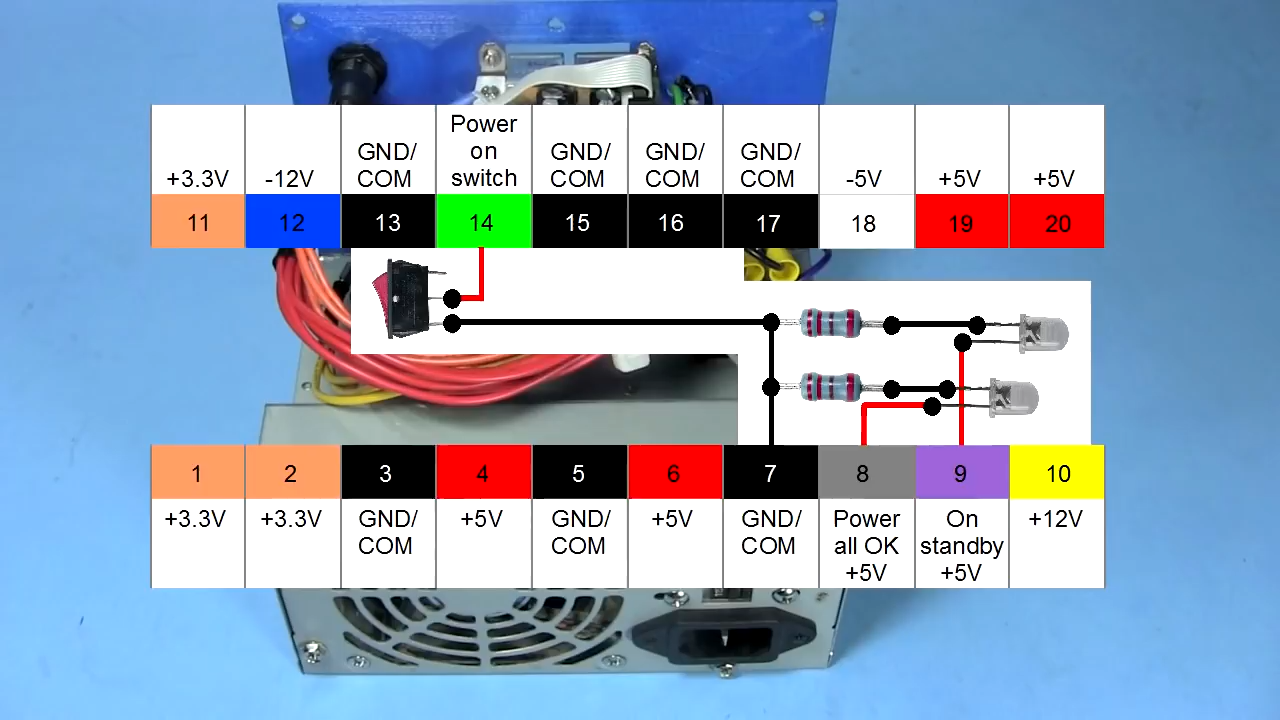 +3.3V
-12V
GND/
COM
Power
on
switch
GND/
COM
GND/
COM
GND/
COM
-5V
+5V
+5V
11
12
13
14
15
16
17
18
19
20
1
2
3
4
5
6
7
8
9
10
+3.3V
+3.3V
GND/
COM
+5V
GND/
COM
+5V
GND/
COM
Power
all OK
+5V
On
standby
+5V
+12V